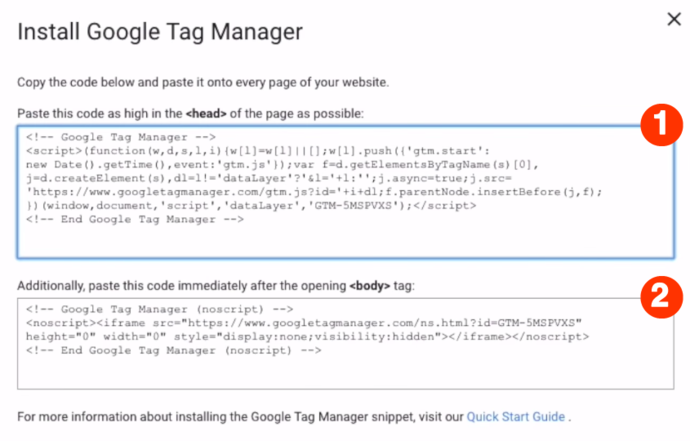 Install Google Tag Manager
Copy the code below and paste it onto every page of your website.
Paste this code as high in the <head> of the page as possible:
1
<!-- Google Tag Manager -->
<script>(function(w,d,s,l,i){w[l]=w[l]||[];w[l].push({'gtm.start':
new Date().getTime(),event:'gtm.js'});var f=d.getElementsByTagName(s)[0],
j=d.createElement(s),dl=l!='dataLayer'?'&l='+l:'';j.async=true;j.src=
'https://www.googletagmanager.com/gtm.js?id='+i+dl;f.parentNode.insertBefore(j,f);
})(window,document,'script','dataLayer','GTM-5MSPVXS');</script>
<!-- End Google Tag Manager -->
Additionally, paste this code immediately after the opening <body> tag:
2
<!-- Google Tag Manager (noscript) -->
<noscript><iframe src="https://www.googletagmanager.com/ns.html?id=GTM-5MSPVXS"
height="0" width="0" style="display:none;visibility:hidden"></iframe></noscript>
<!-- End Google Tag Manager (noscript) -->
For more information about installing the Google Tag Manager snippet, visit our Quick Start Guide .